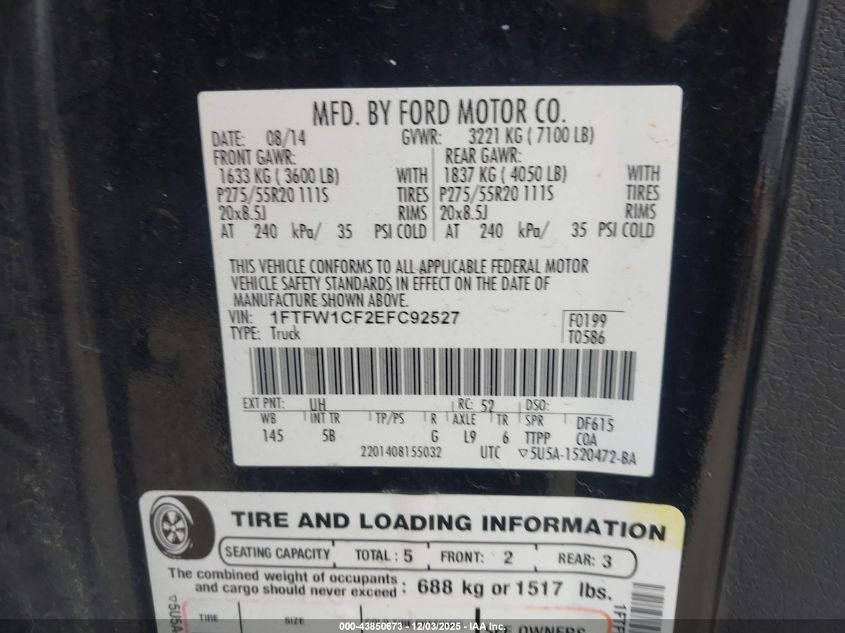 MFD. BY FORD MOTOR CO.
DATE: 08/14 GVWR: 3221 KG ( 7100 LB)
FRONT GAWR: REAR GAWR:
1633 KG ( 3600 LB) WITH 1837 KG ( 4050 LB) WITH
P275/55R20 111S TIRES P275/55R20 111S TIRES
20x8.5J RIMS 20x8.5J RIMS
AT 240 kPa/ 35 PSI COLD AT 240 kPa/ 35 PSI COLD
THIS VEHICLE CONFORMS TO ALL APPLICABLE FEDERAL MOTOR
VEHICLE SAFETY STANDARDS IN EFFECT ON THE DATE OF
MANUFACTURE SHOWN ABOVE.
VIN: 1FTFW1CF2EFC92527 F0199
TYPE: Truck T0586
EXT PNT: UH RC: 52 DSO:
WB INT TR TP/PS R AXLE TR SPR DF615
145 5B G L9 6 TTPP COA
2201408155032 UTC ▽5U5A-1520472-BA
TIRE AND LOADING INFORMATION
SEATING CAPACITY TOTAL : 5 FRONT: 2 REAR: 3
The combined weight of occupants
and cargo should never exceed : 688 kg or 1517 lbs.
▽5U5A
1FTF
TIRE SIZE OWNERS
000-43850673 - 12/03/2025 - IAA, Inc.